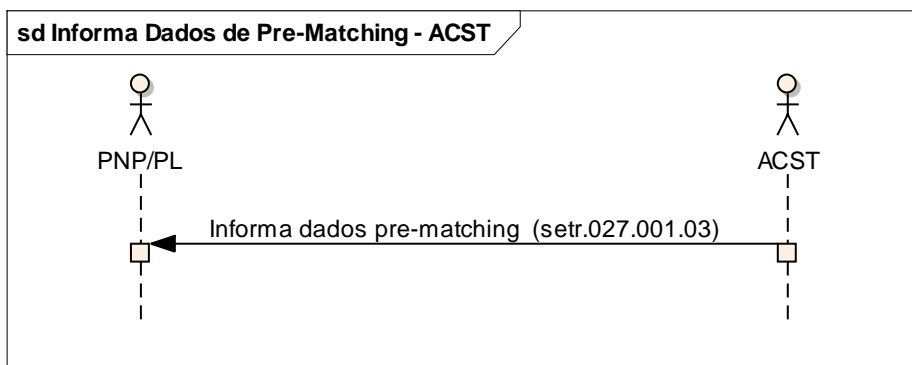 sd Informa Dados de Pre-Matching - ACST
PNP/PL
ACST
Informa dados pre-matching (setr.027.001.03)